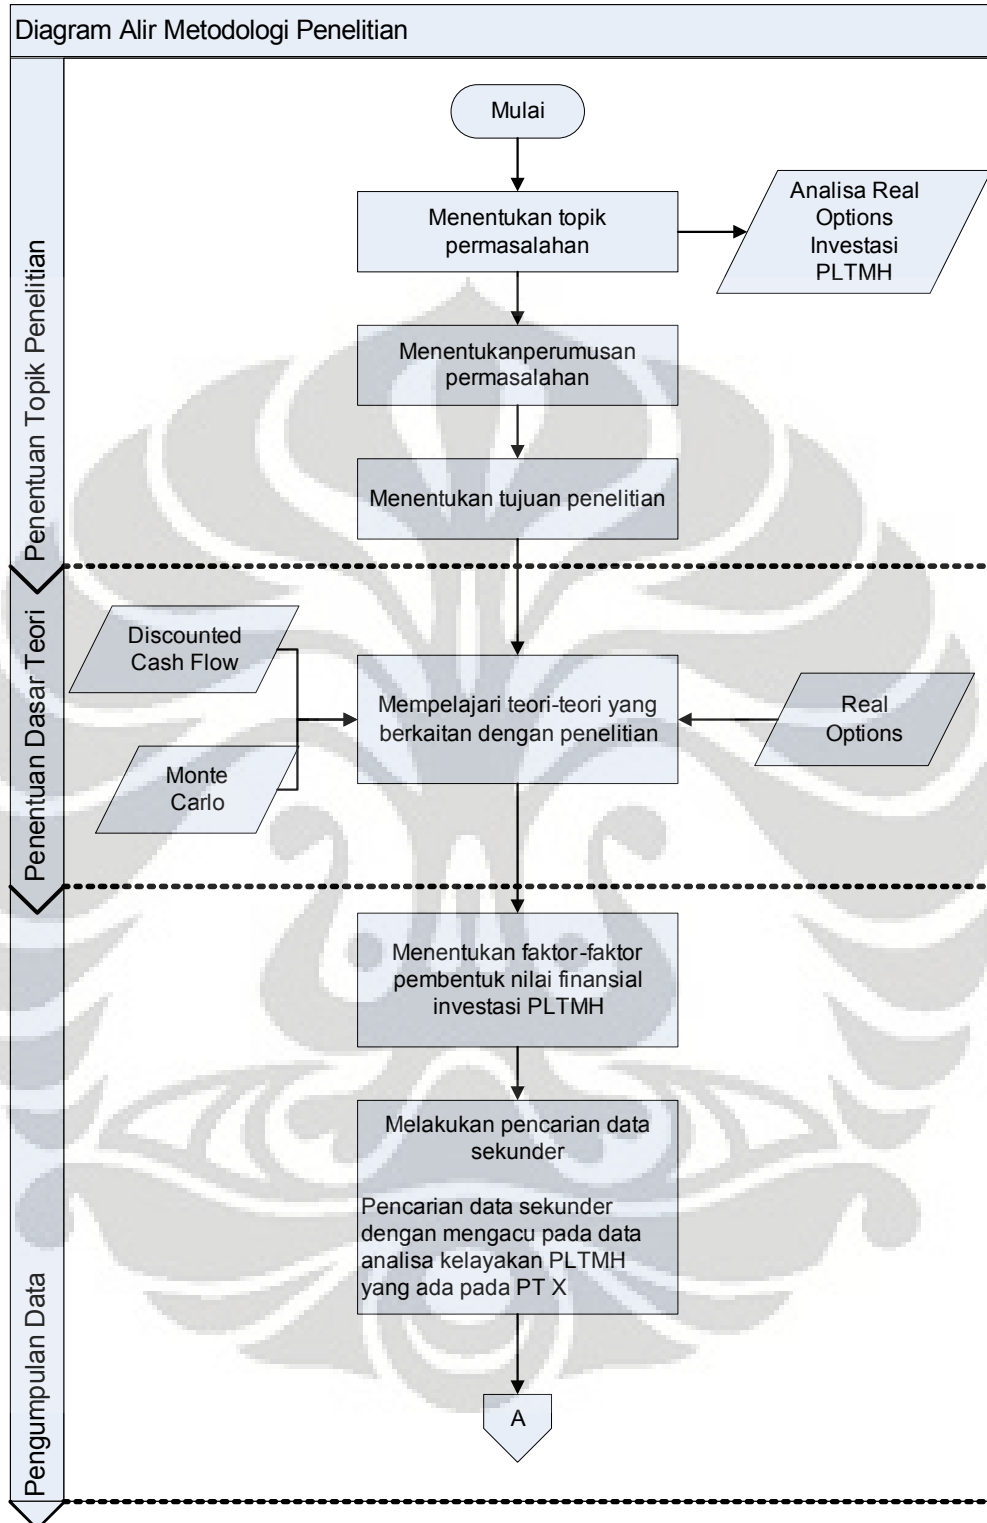 Diagram Alir Metodologi Penelitian
Penentuan Topik Penelitian
Mulai
Menentukan topik
permasalahan
Analisa Real
Options
Investasi
PLTMH
Menentukanperumusan
permasalahan
Menentukan tujuan penelitian
Penentuan Dasar Teori
Discounted
Cash Flow
Monte
Carlo
Mempelajari teori-teori yang
berkaitan dengan penelitian
Real
Options
Pengumpulan Data
Menentukan faktor-faktor
pembentuk nilai finansial
investasi PLTMH
Melakukan pencarian data
sekunder
Pencarian data sekunder
dengan mengacu pada data
analisa kelayakan PLTMH
yang ada pada PT X
A